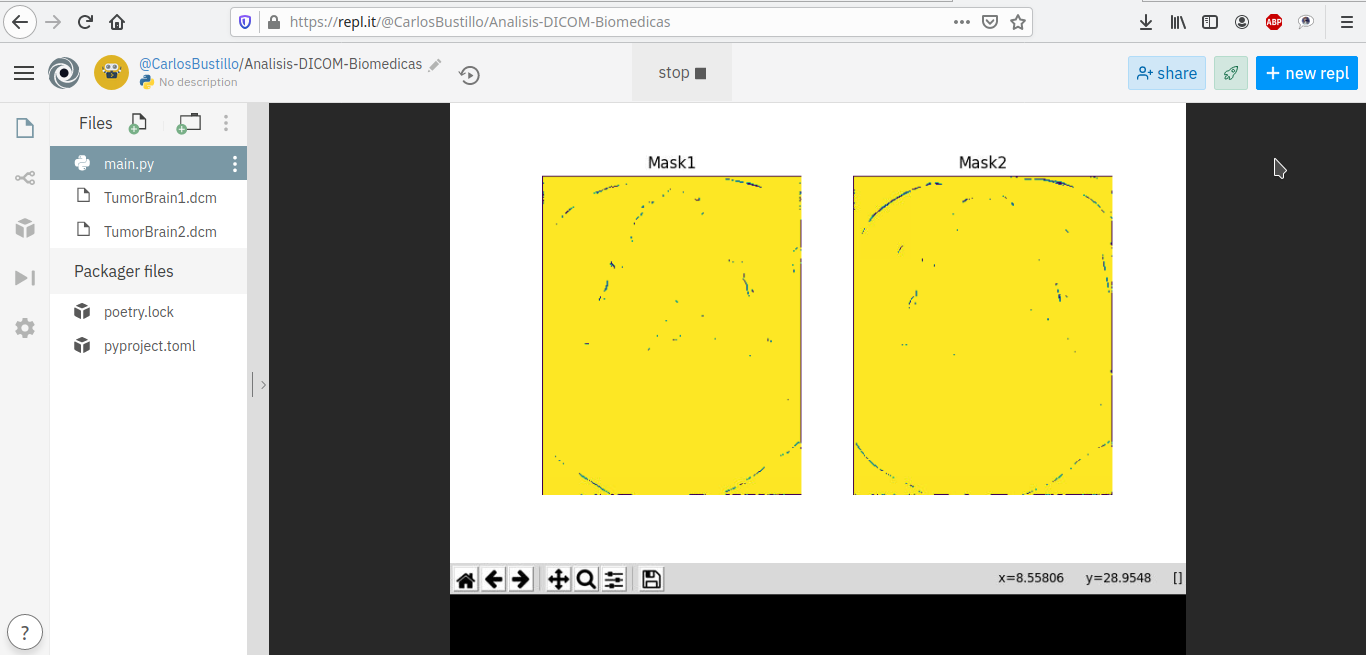 https://repl.it/@CarlosBustillo/Analisis-DICOM-Biomedicas
ABP
@CarlosBustillo/Analisis-DICOM-Biomedicas
No description
stop
share
+ new repl
Files
main.py
TumorBrain1.dcm
TumorBrain2.dcm
Packager files
poetry.lock
pyproject.toml
Mask1
Mask2
x=8.55806 y=28.9548 []
?